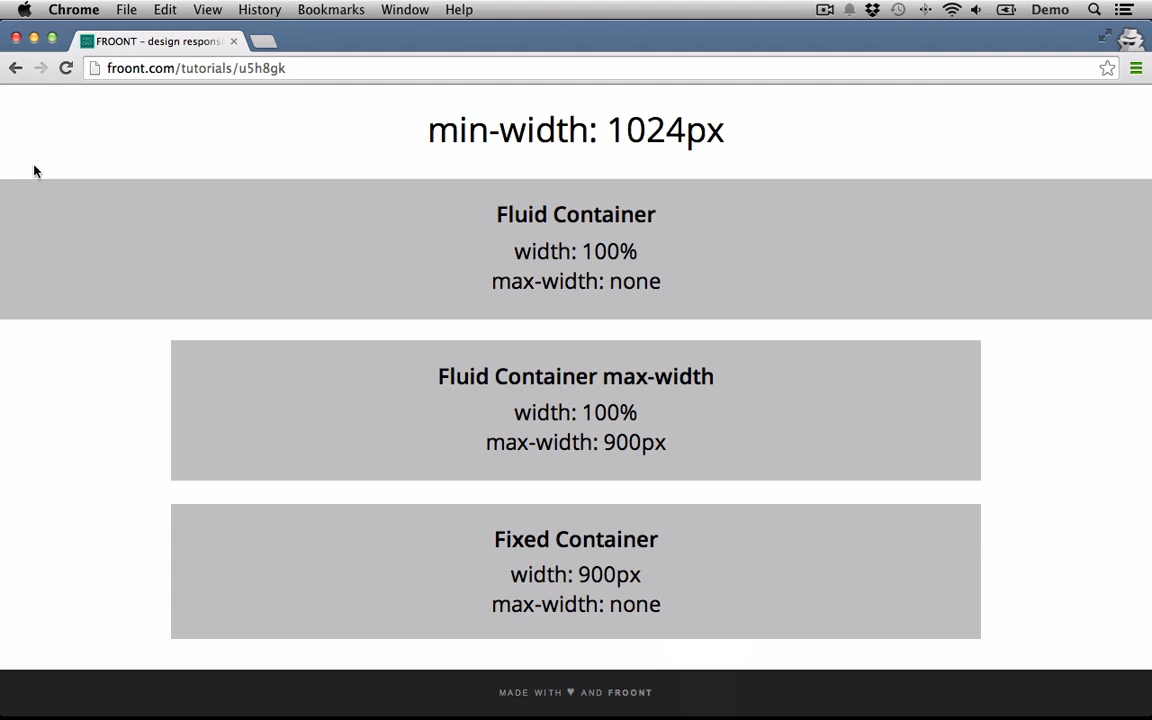 Chrome File Edit View History Bookmarks Window Help Demo
FROONT – design respons
froont.com/tutorials/u5h8gk
min-width: 1024px
Fluid Container
width: 100%
max-width: none
Fluid Container max-width
width: 100%
max-width: 900px
Fixed Container
width: 900px
max-width: none
MADE WITH ♥ AND FROONT